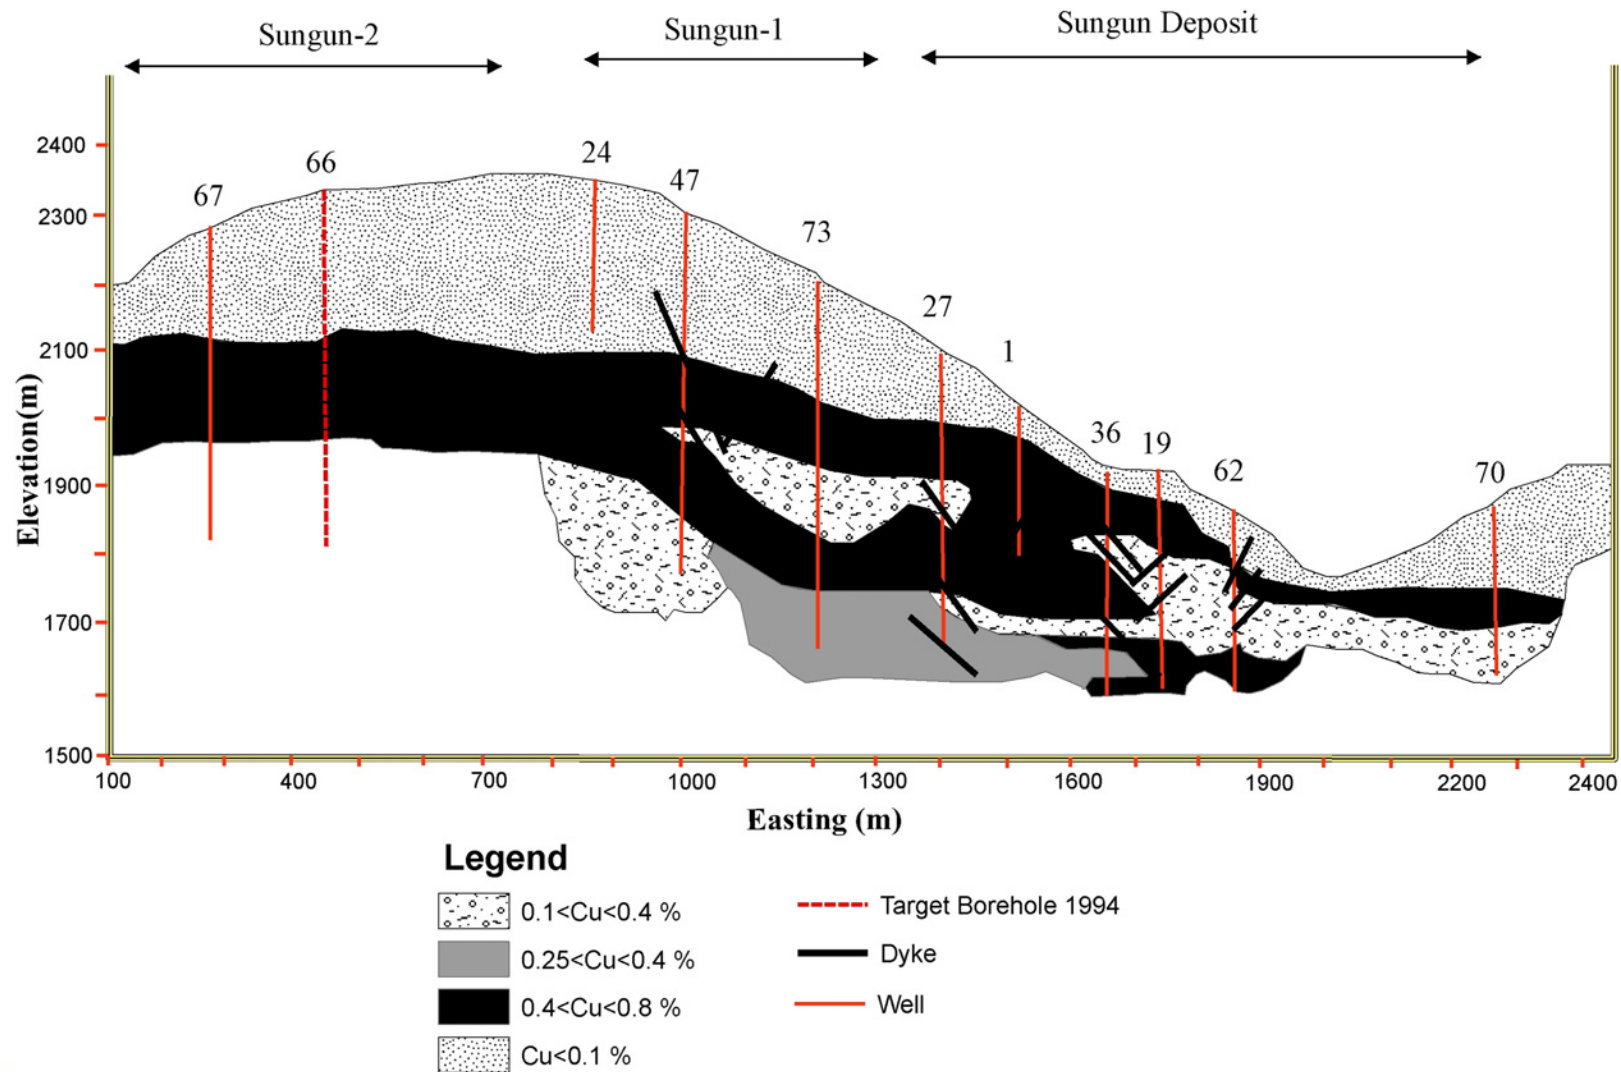 Sungun-2
Sungun-1
Sungun Deposit
2400
2300
2100
1900
1700
1500
Elevation(m)
67
66
24
47
73
27
1
36
19
62
70
100
400
700
1000
1300
1600
1900
2200
2400
Easting (m)
Legend
0.1<Cu<0.4 %
0.25<Cu<0.4 %
0.4<Cu<0.8 %
Cu<0.1 %
Target Borehole 1994
Dyke
Well